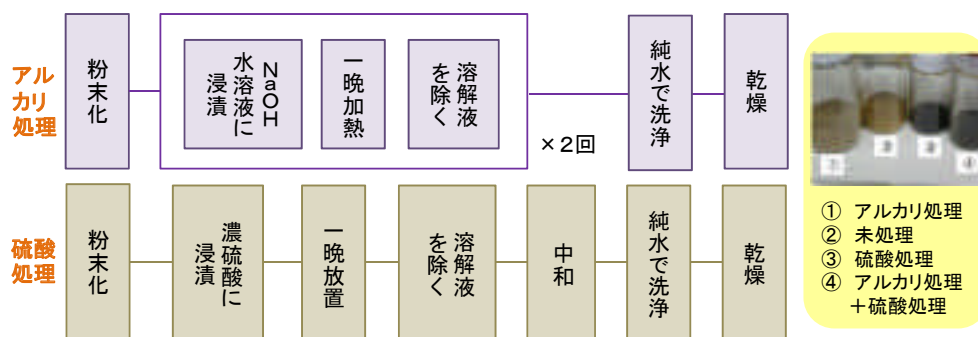 アル
カリ
処理
粉末化
NaOH
水溶液に
浸漬
一晩加熱
溶解液
を除く
×2回
純水で洗浄
乾燥
硫酸
処理
粉末化
濃硫酸に
浸漬
一晩放置
溶解液
を除く
中和
純水で洗浄
乾燥
① アルカリ処理
② 未処理
③ 硫酸処理
④ アルカリ処理
+硫酸処理